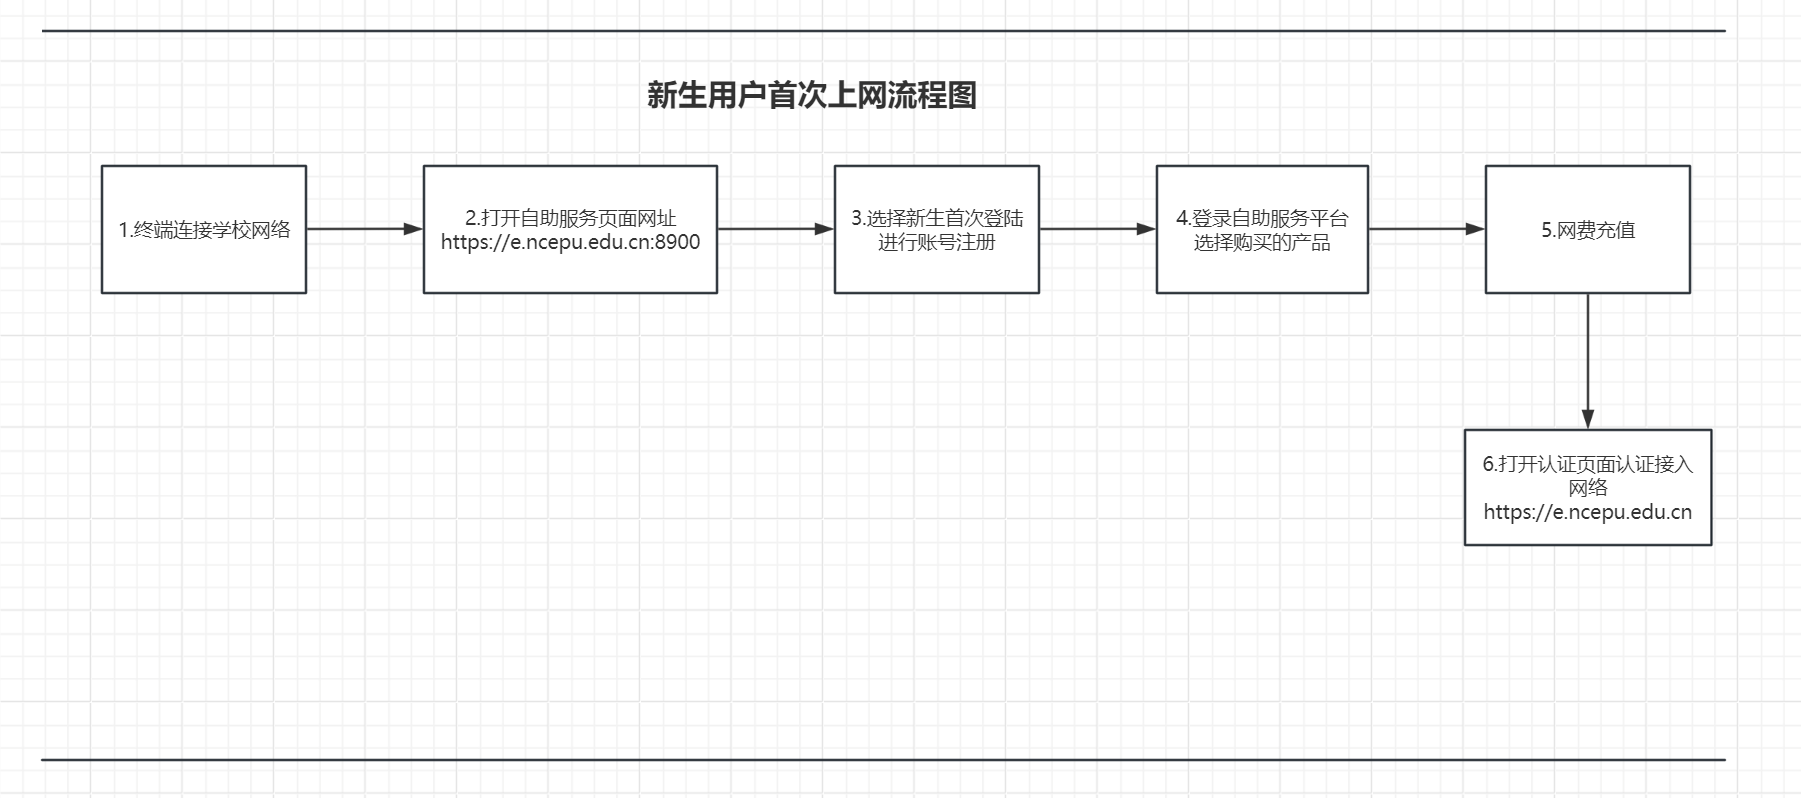 新生用户首次上网流程图
1.终端连接学校网络
2.打开自助服务页面网址
https://e.ncepu.edu.cn:8900
3.选择新生首次登陆
进行账号注册
4.登录自助服务平台
选择购买的产品
5.网费充值
6.打开认证页面认证接入
网络
https://e.ncepu.edu.cn